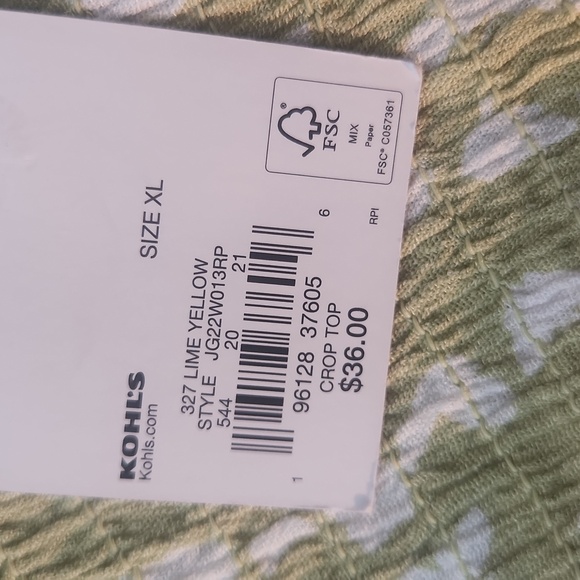 KOHL'S
Kohls.com
SIZE XL
327 LIME YELLOW
STYLE JG22W013RP
544 20 21
1 96128 37605 6
CROP TOP
$36.00
RPI
FSC
®
MIX
Paper
FSC® C057361